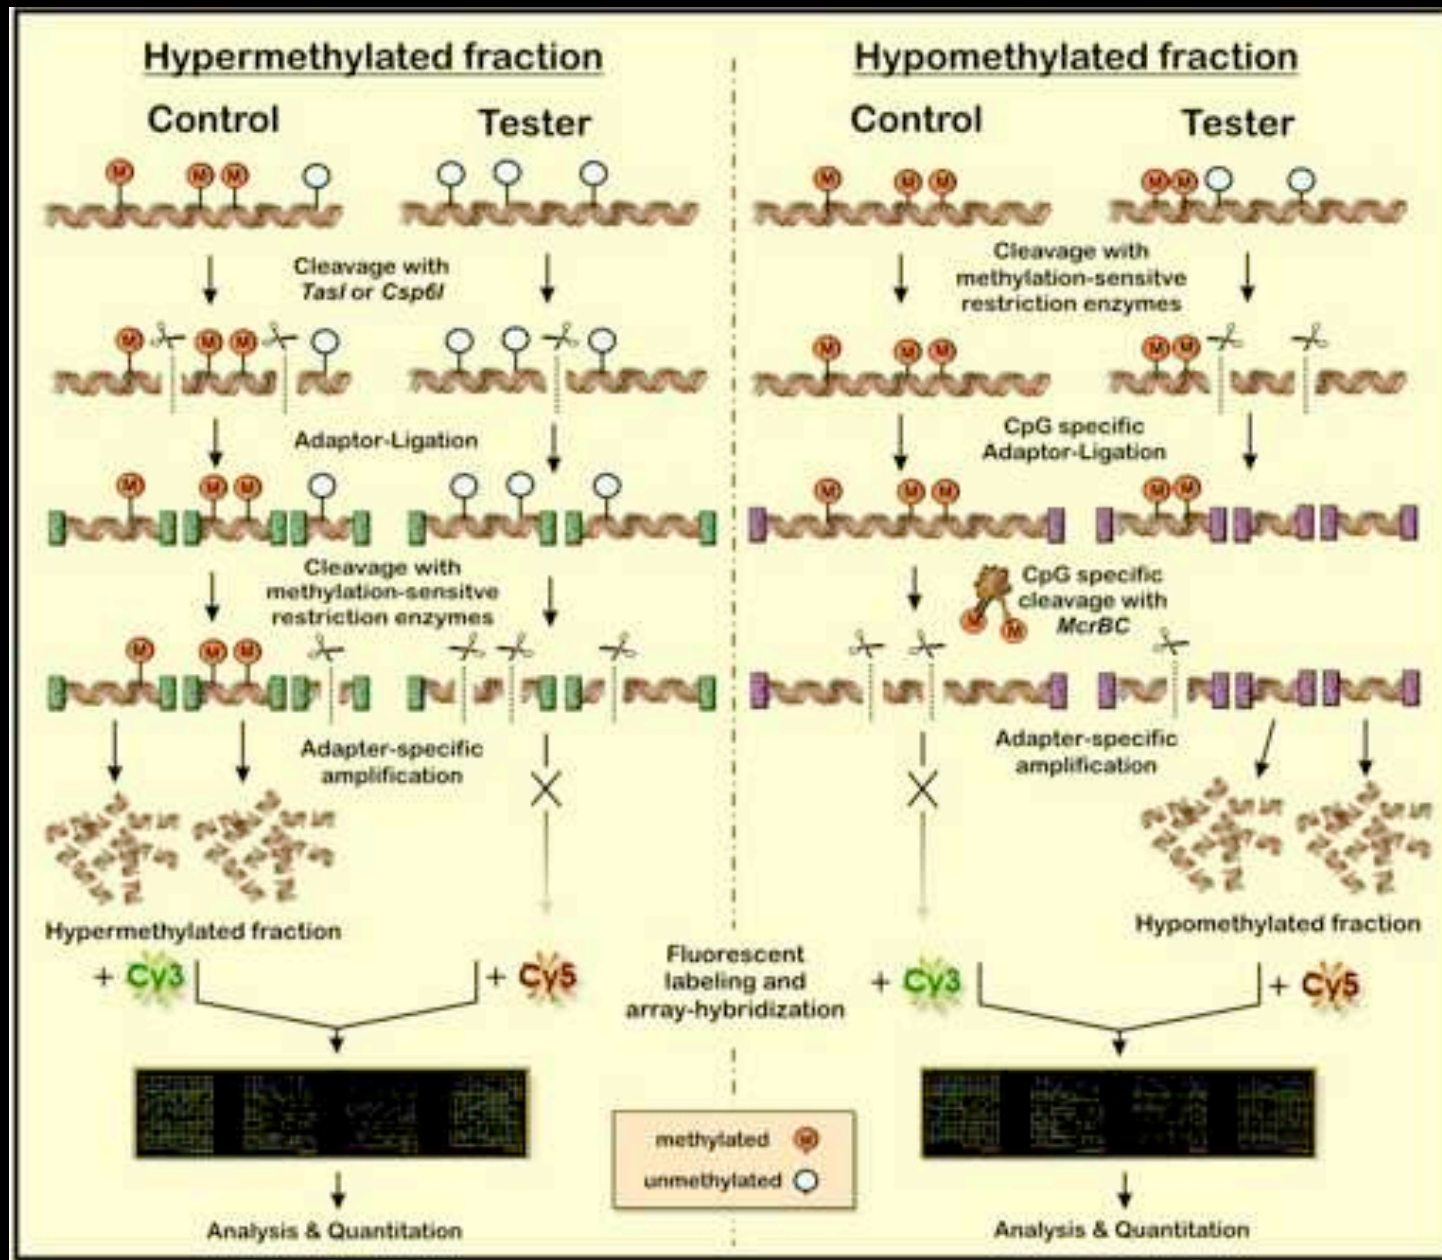 Hypermethylated fraction
Control
Tester
M
M
M
Cleavage with
TasI or Csp6I
M
M
M
Adaptor-Ligation
M
M
M
Cleavage with
methylation-sensitve
restriction enzymes
M
M
M
Adapter-specific
amplification
Hypermethylated fraction
+ Cy3
+ Cy5
Analysis & Quantitation
Hypomethylated fraction
Control
Tester
M
M
M
M
M
Cleavage with
methylation-sensitve
restriction enzymes
M
M
M
M
M
CpG specific
Adaptor-Ligation
M
M
M
M
M
CpG specific
cleavage with
McrBC
M
M
Adapter-specific
amplification
Hypomethylated fraction
Fluorescent
labeling and
array-hybridization
+ Cy3
+ Cy5
methylated M
unmethylated
Analysis & Quantitation